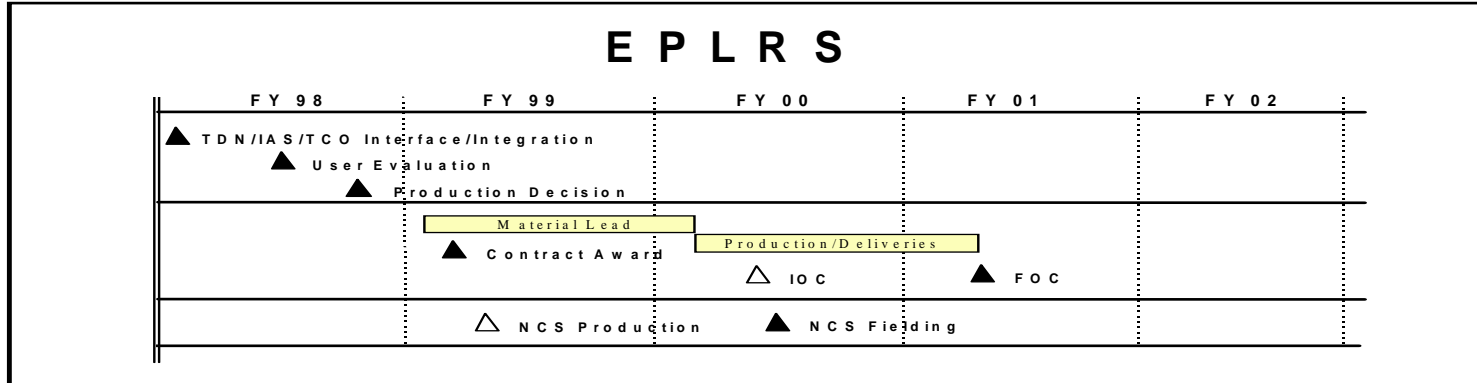 EPLRS
FY 98 FY 99 FY 00 FY 01 FY 02
TDN/IAS/TCO Interface/Integration
User Evaluation
Production Decision
Material Lead
Production/Deliveries
Contract Award
IOC FOC
NCS Production NCS Fielding